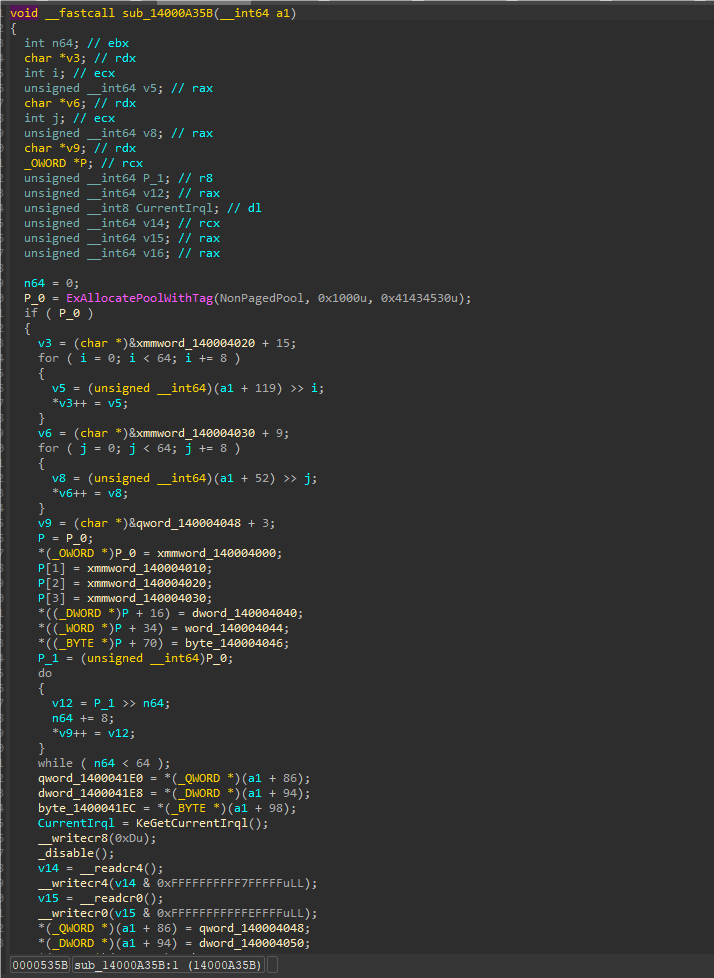 void __fastcall sub_14000A35B(__int64 a1)
{
  int n64; // ebx
  char *v3; // rdx
  int i; // ecx
  unsigned __int64 v5; // rax
  char *v6; // rdx
  int j; // ecx
  unsigned __int64 v8; // rax
  char *v9; // rdx
  _OWORD *P; // rcx
  unsigned __int64 P_1; // r8
  unsigned __int64 v12; // rax
  unsigned __int8 CurrentIrql; // dl
  unsigned __int64 v14; // rcx
  unsigned __int64 v15; // rax
  unsigned __int64 v16; // rax

  n64 = 0;
  P_0 = ExAllocatePoolWithTag(NonPagedPool, 0x1000u, 0x41434530u);
  if ( P_0 )
  {
    v3 = (char *)&xmmword_140004020 + 15;
    for ( i = 0; i < 64; i += 8 )
    {
      v5 = (unsigned __int64)(a1 + 119) >> i;
      *v3++ = v5;
    }
    v6 = (char *)&xmmword_140004030 + 9;
    for ( j = 0; j < 64; j += 8 )
    {
      v8 = (unsigned __int64)(a1 + 52) >> j;
      *v6++ = v8;
    }
    v9 = (char *)&qword_140004048 + 3;
    P = P_0;
    *(_OWORD *)P_0 = xmmword_140004000;
    P[1] = xmmword_140004010;
    P[2] = xmmword_140004020;
    P[3] = xmmword_140004030;
    *((_DWORD *)P + 16) = dword_140004040;
    *((_WORD *)P + 34) = word_140004044;
    *((_BYTE *)P + 70) = byte_140004046;
    P_1 = (unsigned __int64)P_0;
    do
    {
      v12 = P_1 >> n64;
      n64 += 8;
      *v9++ = v12;
    }
    while ( n64 < 64 );
    qword_1400041E0 = *(_QWORD *)(a1 + 86);
    dword_1400041E8 = *(_DWORD *)(a1 + 94);
    byte_1400041EC = *(_BYTE *)(a1 + 98);
    CurrentIrql = KeGetCurrentIrql();
    __writecr8(0xDu);
    _disable();
    v14 = __readcr4();
    __writecr4(v14 & 0xFFFFFFFFFF7FFFFFuLL);
    v15 = __readcr0();
    __writecr0(v15 & 0xFFFFFFFFFFFEFFFFuLL);
    *(_QWORD *)(a1 + 86) = qword_140004048;
    *(_DWORD *)(a1 + 94) = dword_140004050;
0000535B sub_14000A35B:1 (14000A35B)